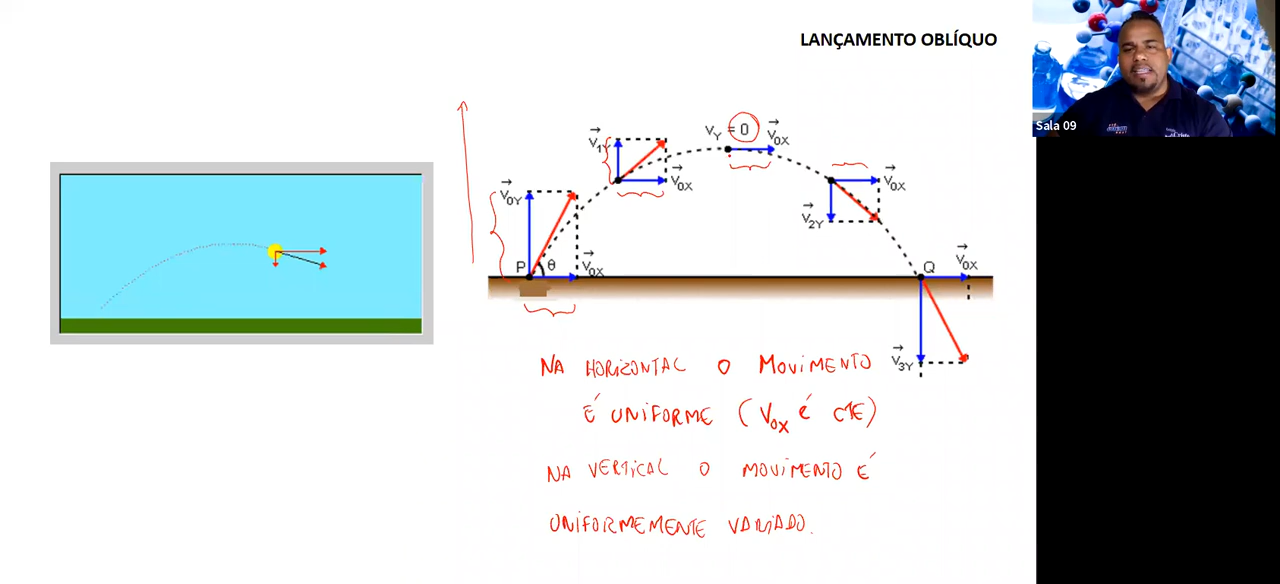 LANÇAMENTO OBLÍQUO
Sala 09
V1Y
V0X
VY = 0
V0X
V0X
V2Y
V0Y
P
θ
V0X
Q
V0X
V3Y
NA HORIZONTAL O MOVIMENTO
É UNIFORME (V0X É CTE)
NA VERTICAL O MOVIMENTO É
UNIFORMEMENTE VARIADO.